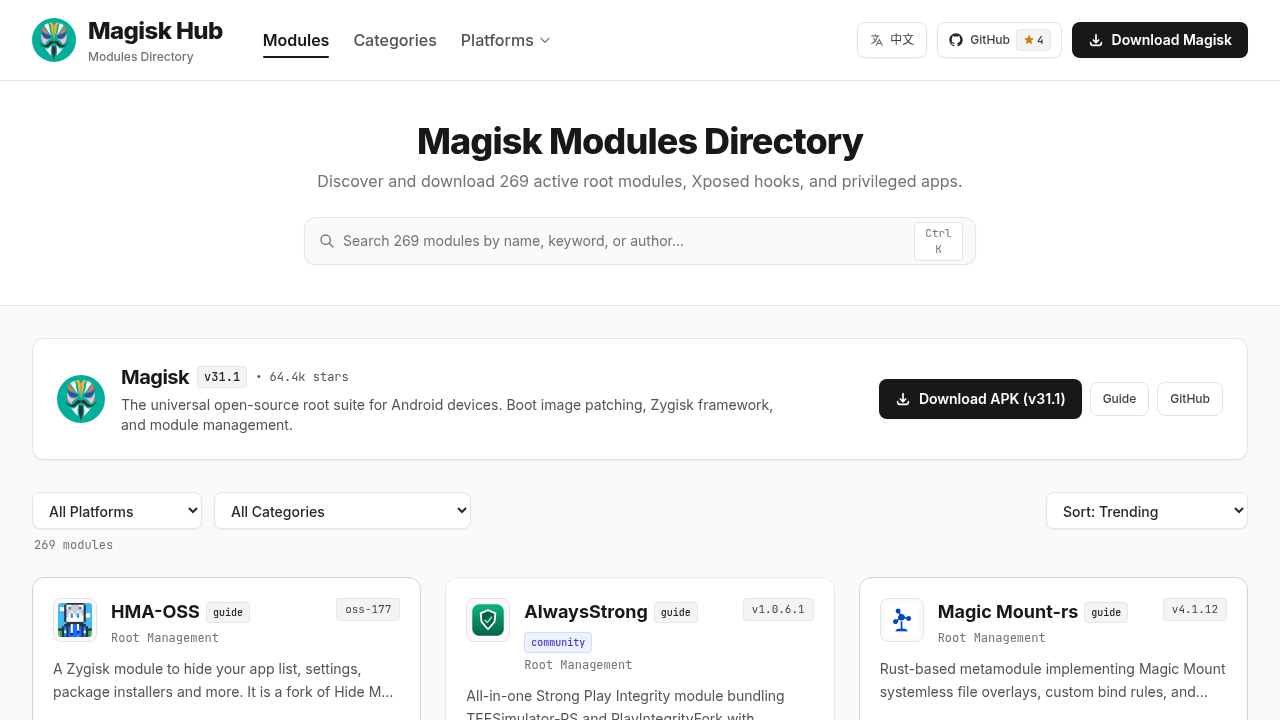 Magisk Hub
Modules Directory
Modules
Categories
Platforms
中文
GitHub
4
Download Magisk
Magisk Modules Directory
Discover and download 269 active root modules, Xposed hooks, and privileged apps.
Search 269 modules by name, keyword, or author...
Ctrl
K
Magisk v31.1 • 64.4k stars
The universal open-source root suite for Android devices. Boot image patching, Zygisk framework,
and module management.
Download APK (v31.1)
Guide
GitHub
All Platforms
All Categories
Sort: Trending
269 modules
HMA-OSS guide
oss-177
Root Management
A Zygisk module to hide your app list, settings,
package installers and more. It is a fork of Hide M...
AlwaysStrong guide
v1.0.6.1
community
Root Management
All-in-one Strong Play Integrity module bundling
TEESimulator-RS and PlayIntegrityFork with
Magic Mount-rs guide
v4.1.12
Root Management
Rust-based metamodule implementing Magic Mount
systemless file overlays, custom bind rules, and...